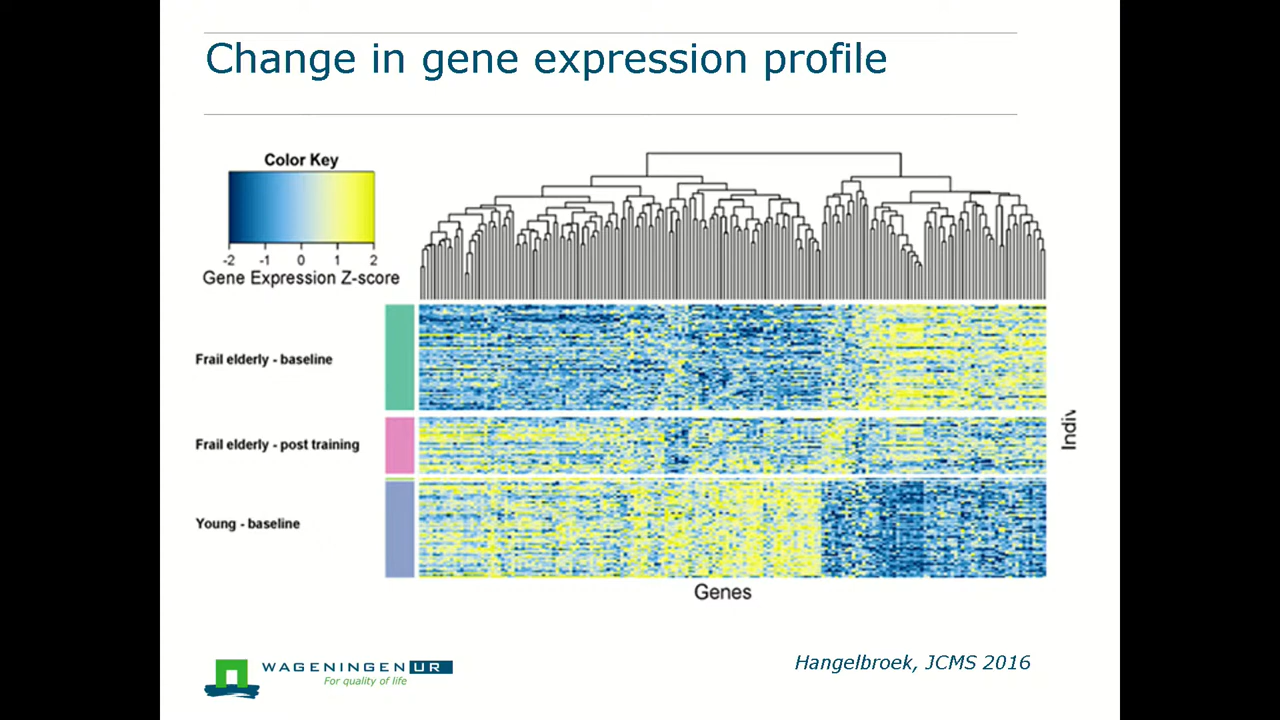 Change in gene expression profile
Color Key
-2 -1 0 1 2
Gene Expression Z-score
Frail elderly - baseline
Frail elderly - post training
Young - baseline
Indiv
Genes
WAGENINGEN UR
For quality of life
Hangelbroek, JCMS 2016